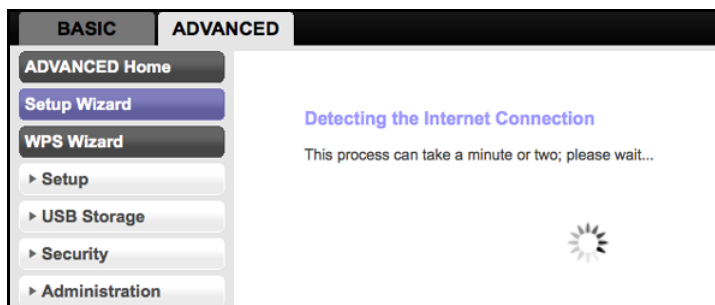 BASIC
ADVANCED
ADVANCED Home
Setup Wizard
WPS Wizard
Setup
USB Storage
Security
Administration
Detecting the Internet Connection
This process can take a minute or two; please wait...